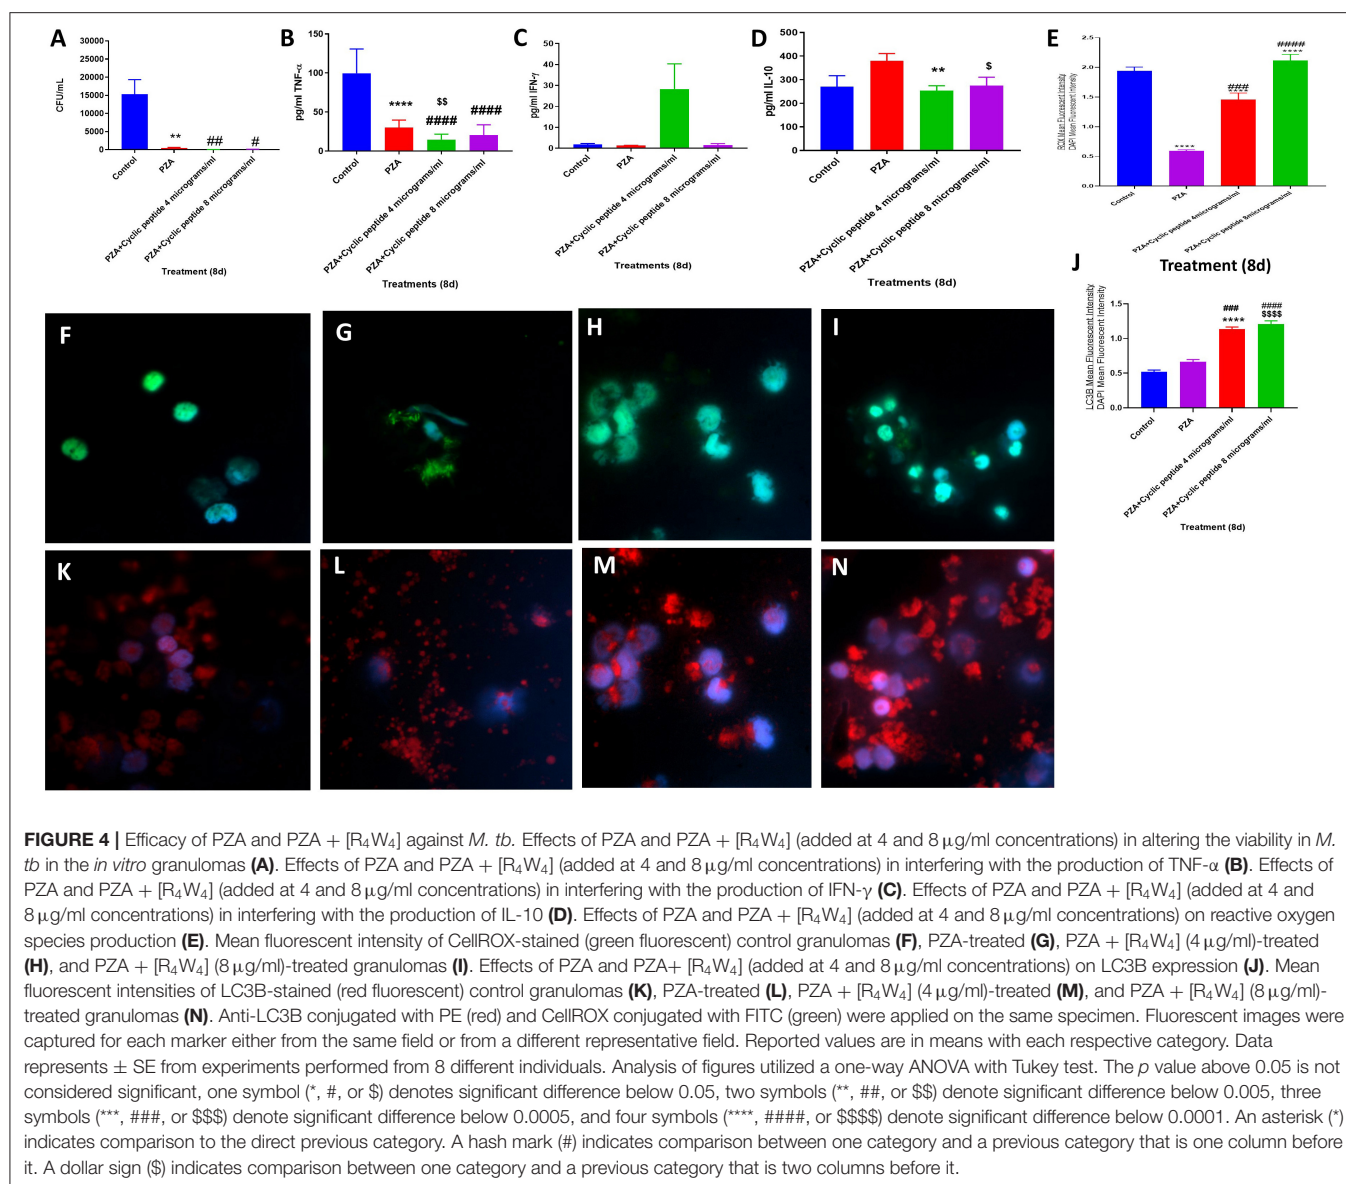 A
30000
25000
20000
15000
10000
5000
0
CFU/mL
**
##
#
Control
PZA
PZA+Cyclic peptide 4 micrograms/ml
PZA+Cyclic peptide 8 micrograms/ml
Treatment (8d)
B
150
100
50
0
pg/ml TNF-α
****
$$
####
####
Control
PZA
PZA+Cyclic peptide 4 micrograms/ml
PZA+Cyclic peptide 8 micrograms/ml
Treatments (8d)
C
50
40
30
20
10
0
pg/ml IFN-γ
Control
PZA
PZA+Cyclic peptide 4 micrograms/ml
PZA+Cyclic peptide 8 micrograms/ml
Treatments (8d)
D
500
400
300
200
100
0
pg/ml IL-10
**
$
Control
PZA
PZA+Cyclic peptide 4 micrograms/ml
PZA+Cyclic peptide 8 micrograms/ml
Treatments (8d)
E
2.5
2.0
1.5
1.0
0.5
0.0
ROX Mean Fluorescent Intensity
DAPI Mean Fluorescent Intensity
****
###
****
####
****
Control
PZA
PZA+Cyclic peptide 4micrograms/ml
PZA+Cyclic peptide 8micrograms/ml
Treatment (8d)
F
G
H
I
J
1.5
1.0
0.5
0.0
LC3B Mean Fluorescent Intensity
DAPI Mean Fluorescent Intensity
###
****
####
$$$$
Control
PZA
PZA+Cyclic peptide 4 micrograms/ml
PZA+Cyclic peptide 8 micrograms/ml
Treatment (8d)
K
L
M
N
FIGURE 4 | Efficacy of PZA and PZA + [R₄W₄] against M. tb. Effects of PZA and PZA + [R₄W₄] (added at 4 and 8 μg/ml concentrations) in altering the viability in M.
tb in the in vitro granulomas (A). Effects of PZA and PZA + [R₄W₄] (added at 4 and 8 μg/ml concentrations) in interfering with the production of TNF-α (B). Effects of
PZA and PZA + [R₄W₄] (added at 4 and 8 μg/ml concentrations) in interfering with the production of IFN-γ (C). Effects of PZA and PZA + [R₄W₄] (added at 4 and
8 μg/ml concentrations) in interfering with the production of IL-10 (D). Effects of PZA and PZA + [R₄W₄] (added at 4 and 8 μg/ml concentrations) on reactive oxygen
species production (E). Mean fluorescent intensity of CellROX-stained (green fluorescent) control granulomas (F), PZA-treated (G), PZA + [R₄W₄] (4 μg/ml)-treated
(H), and PZA + [R₄W₄] (8 μg/ml)-treated granulomas (I). Effects of PZA and PZA+ [R₄W₄] (added at 4 and 8 μg/ml concentrations) on LC3B expression (J). Mean
fluorescent intensities of LC3B-stained (red fluorescent) control granulomas (K), PZA-treated (L), PZA + [R₄W₄] (4 μg/ml)-treated (M), and PZA + [R₄W₄] (8 μg/ml)-
treated granulomas (N). Anti-LC3B conjugated with PE (red) and CellROX conjugated with FITC (green) were applied on the same specimen. Fluorescent images were
captured for each marker either from the same field or from a different representative field. Reported values are in means with each respective category. Data
represents ± SE from experiments performed from 8 different individuals. Analysis of figures utilized a one-way ANOVA with Tukey test. The p value above 0.05 is not
considered significant, one symbol (*, #, or $) denotes significant difference below 0.05, two symbols (**, ##, or $$) denote significant difference below 0.005, three
symbols (***, ###, or $$$) denote significant difference below 0.0005, and four symbols (****, ####, or $$$$) denote significant difference below 0.0001. An asterisk (*)
indicates comparison to the direct previous category. A hash mark (#) indicates comparison between one category and a previous category that is one column before
it. A dollar sign ($) indicates comparison between one category and a previous category that is two columns before it.